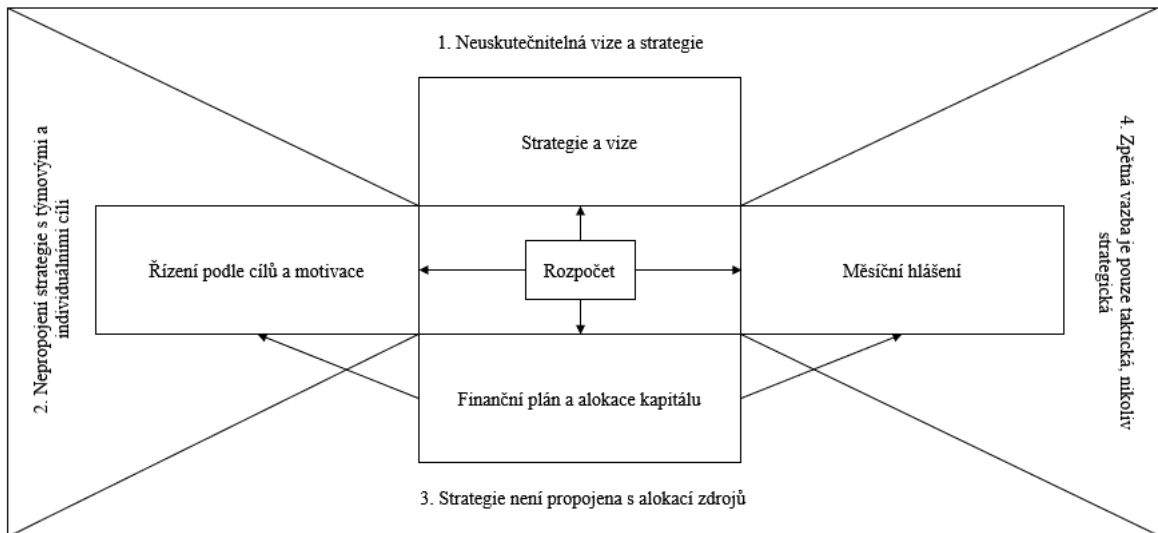 1. Neuskutečnitelná vize a strategie
Strategie a vize
2. Nepropojení strategie s týmovými a
individuálními cíli
Řízení podle cílů a motivace
Rozpočet
Měsíční hlášení
4. Zpětná vazba je pouze taktická, nikoliv
strategická
Finanční plán a alokace kapitálu
3. Strategie není propojena s alokací zdrojů